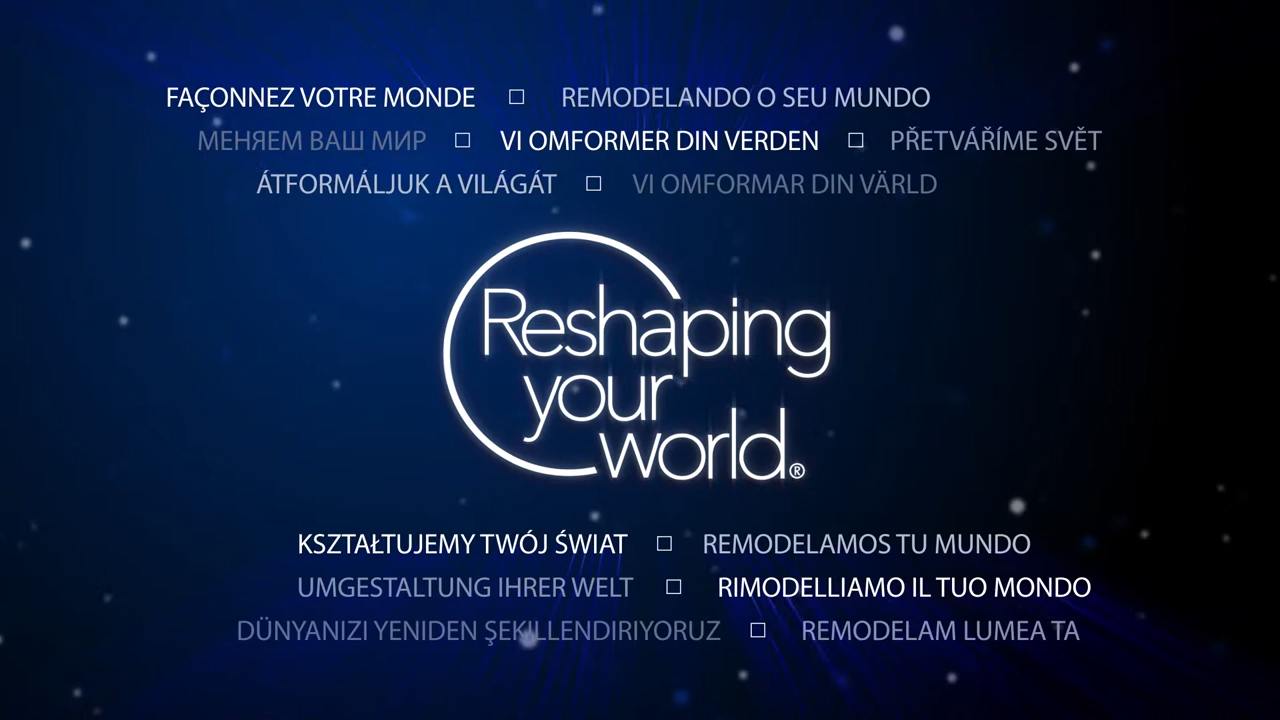 FAÇONNEZ VOTRE MONDE □ REMODELANDO O SEU MUNDO
МЕНЯЕМ ВАШ МИР □ VI OMFORMER DIN VERDEN □ PŘETVÁŘÍME SVĚT
ÁTFORMÁLJUK A VILÁGÁT □ VI OMFORMAR DIN VÄRLD
Reshaping
your
world.®
KSZTAŁTUJEMY TWÓJ ŚWIAT □ REMODELAMOS TU MUNDO
UMGESTALTUNG IHRER WELT □ RIMODELLIAMO IL TUO MONDO
DÜNYANIZI YENIDEN ŞEKILLENDIRIYORUZ □ REMODELAM LUMEA TA